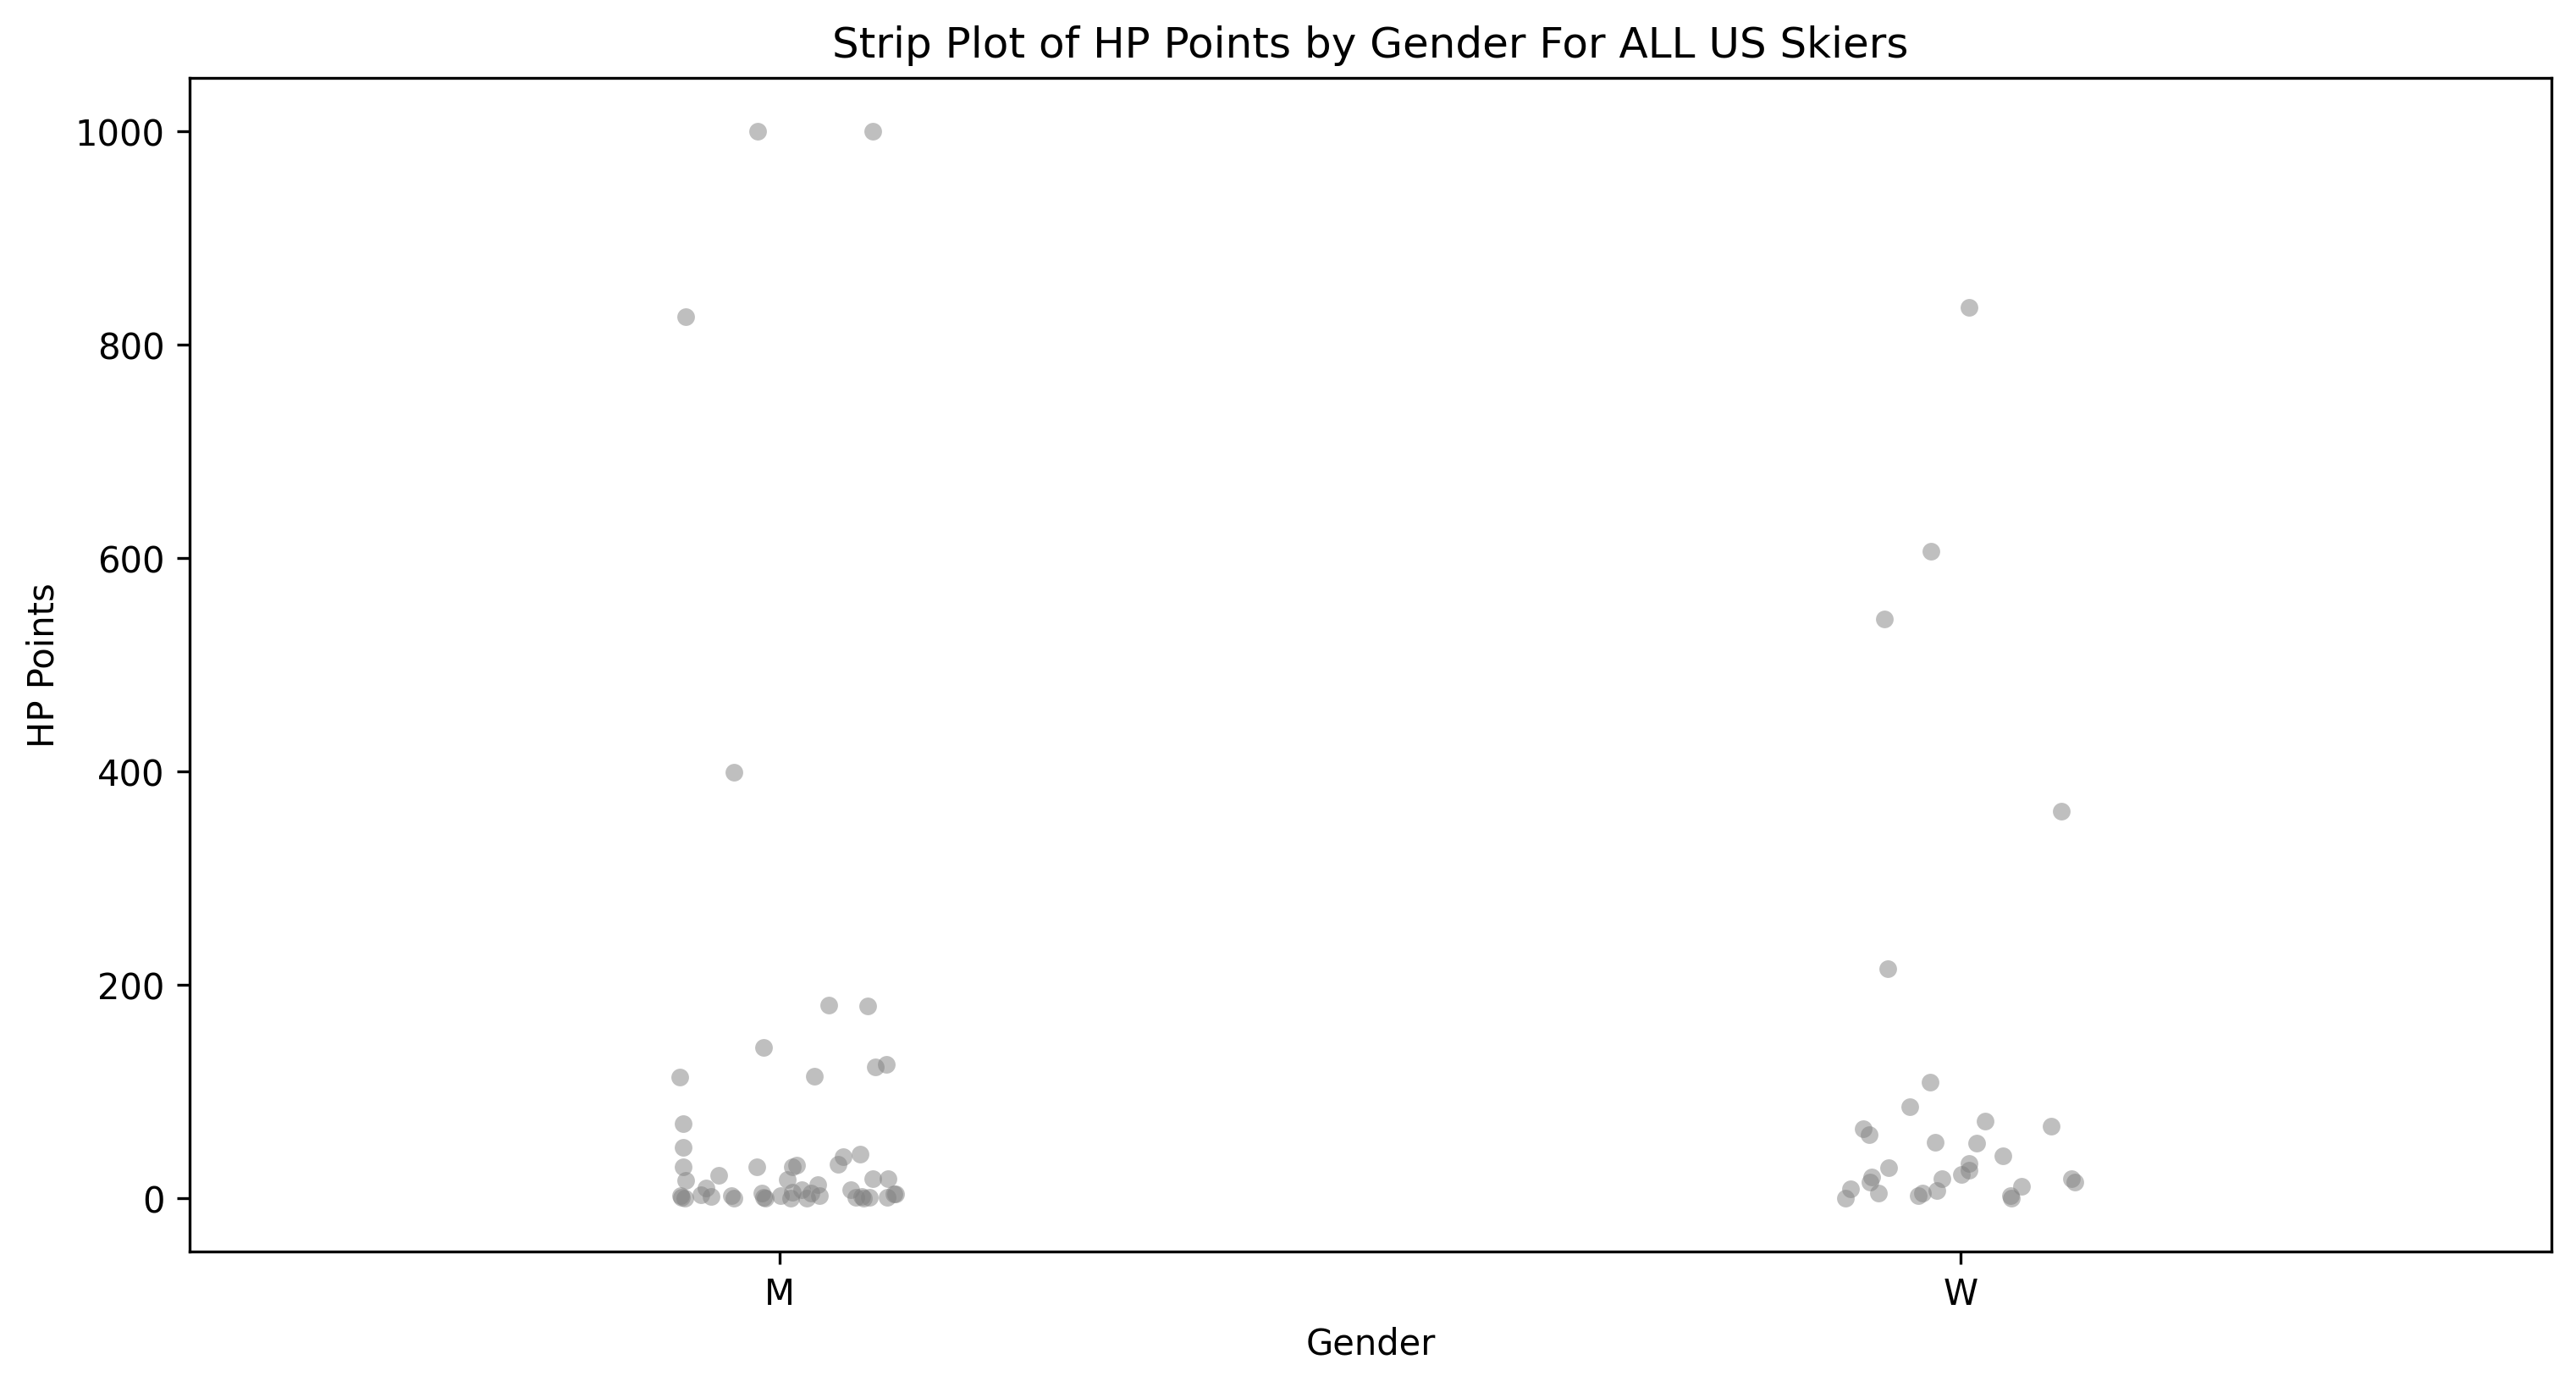 Strip Plot of HP Points by Gender For ALL US Skiers
1000
800
600
400
200
0
HP Points
M
W
Gender